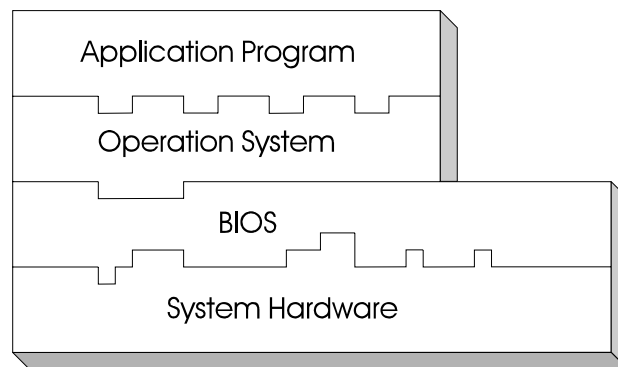 Application Program
Operation System
BIOS
System Hardware